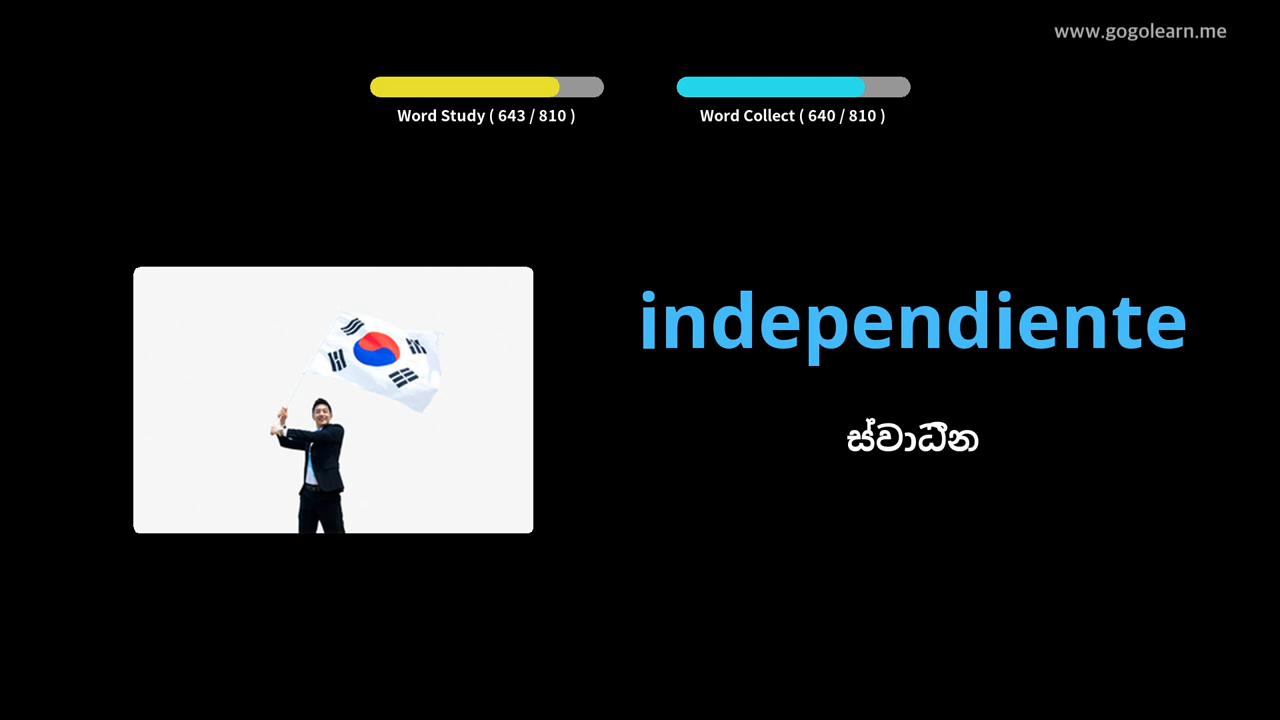 www.gogolearn.me
Word Study ( 643 / 810 )
Word Collect ( 640 / 810 )
independiente
ස්වාධීන